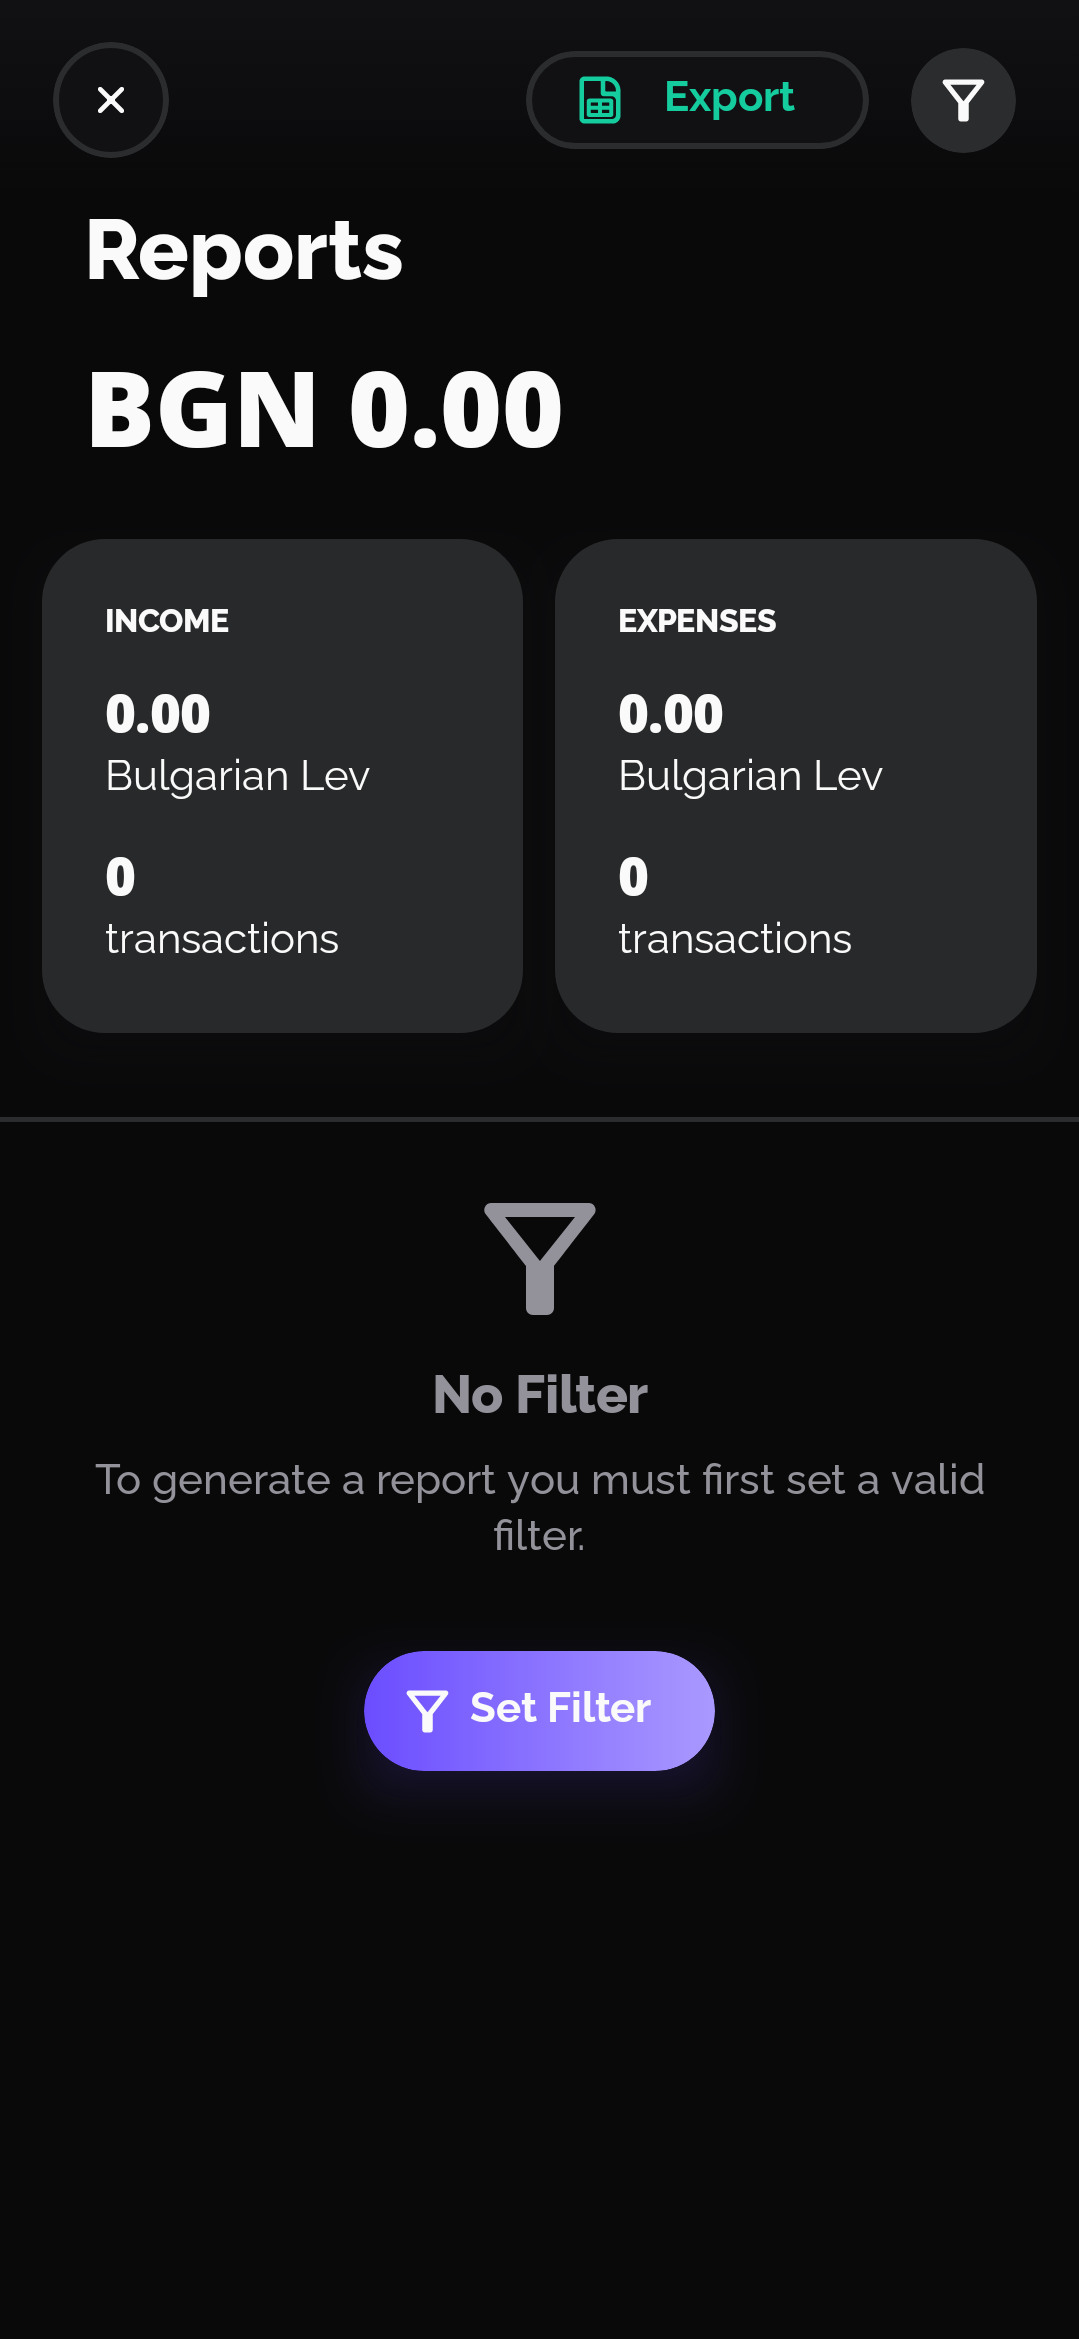 Export
Reports
BGN 0.00
INCOME
0.00
Bulgarian Lev
0
transactions
EXPENSES
0.00
Bulgarian Lev
0
transactions
No Filter
To generate a report you must first set a valid
filter.
Set Filter